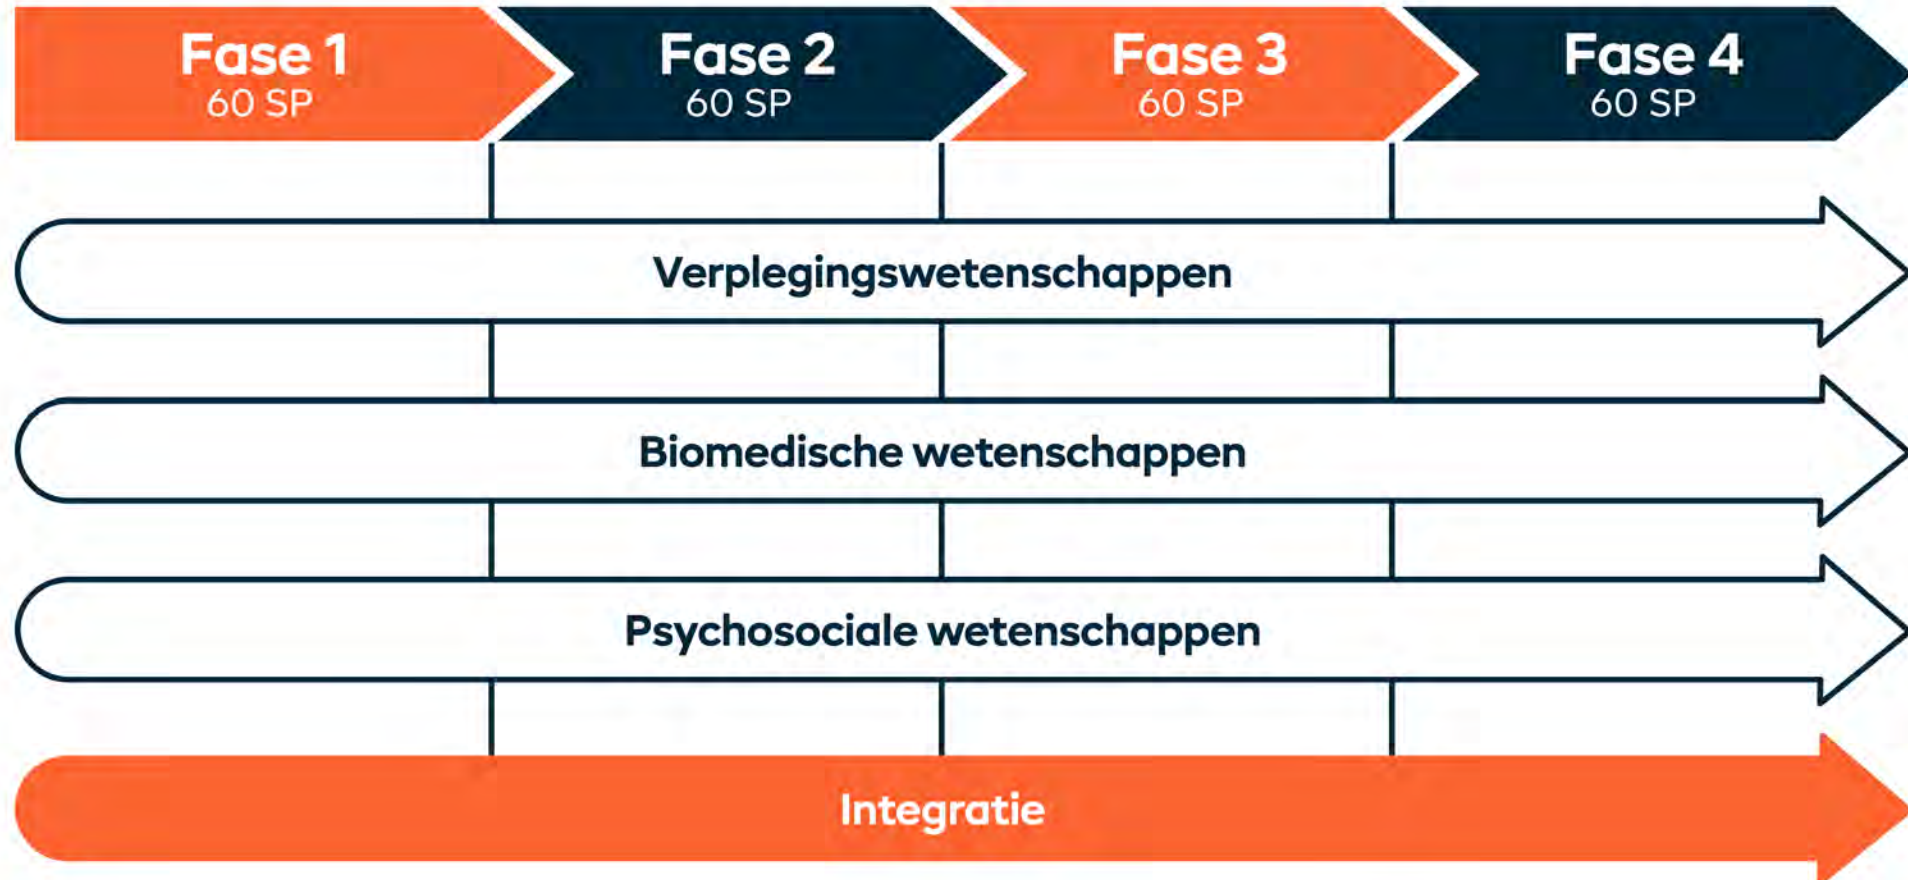 Fase 1
60 SP
Fase 2
60 SP
Fase 3
60 SP
Fase 4
60 SP
Verplegingswetenschappen
Biomedische wetenschappen
Psychosociale wetenschappen
Integratie